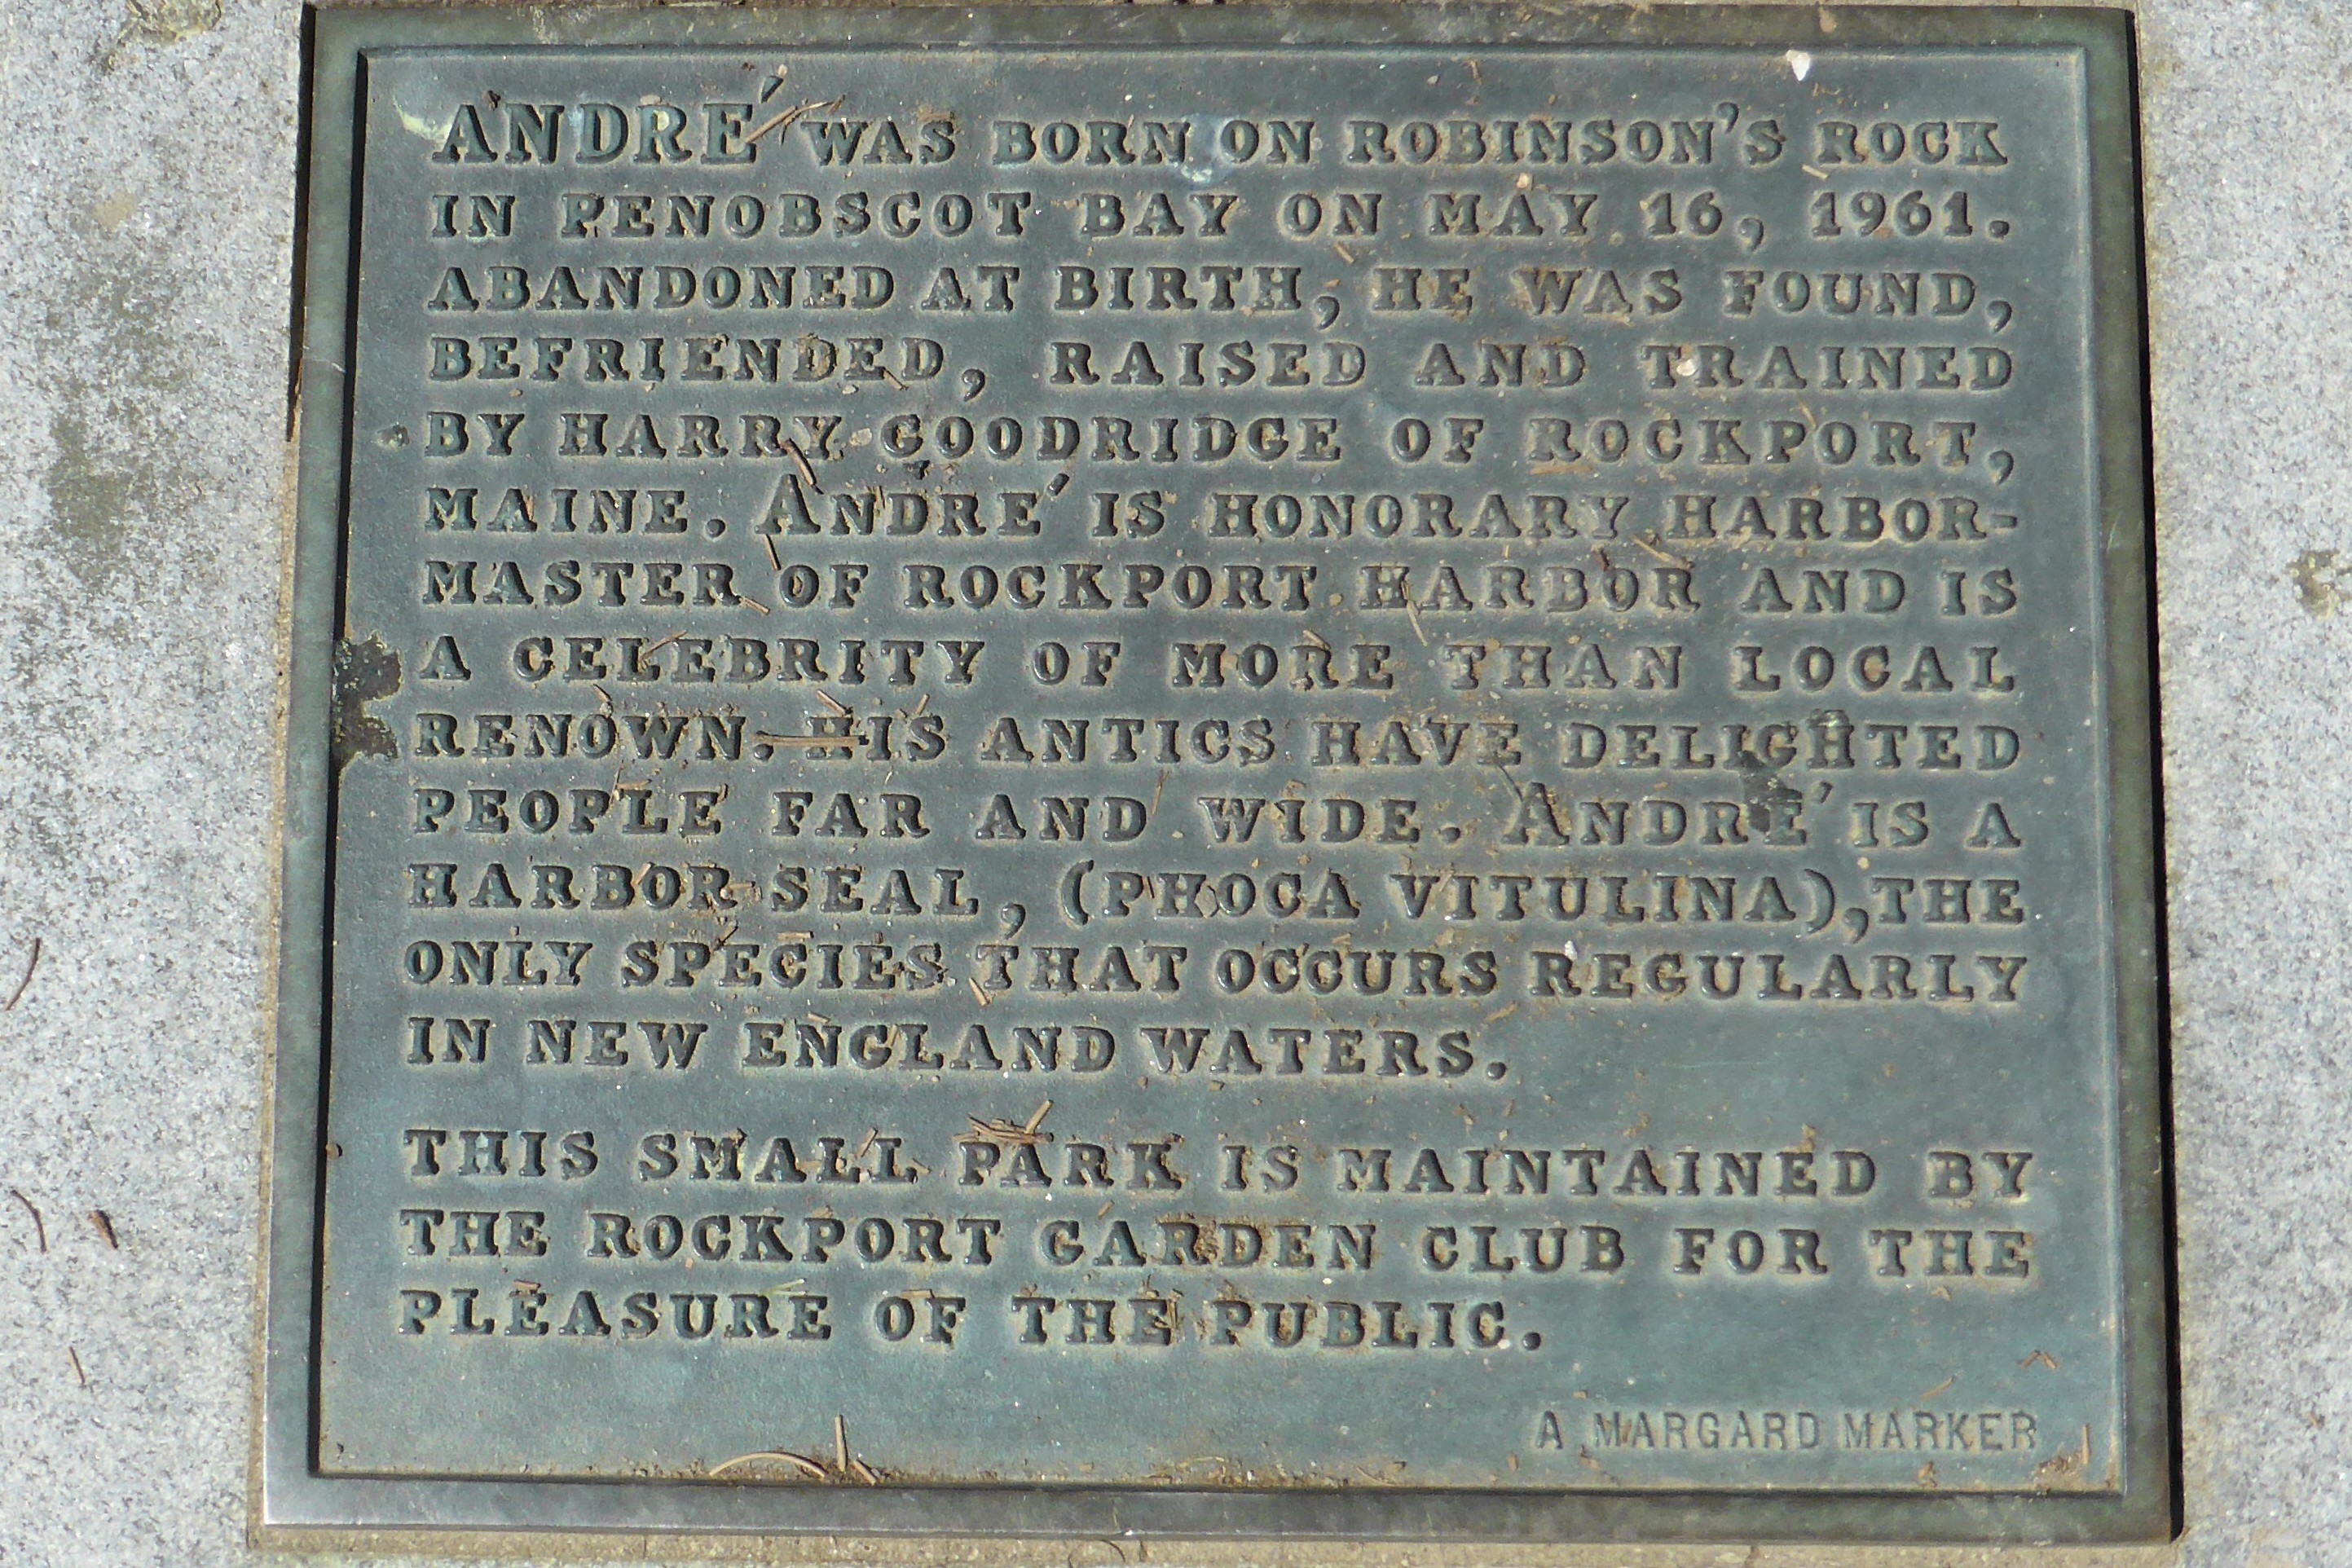 ANDRÉ WAS BORN ON ROBINSON'S ROCK
IN PENOBSCOT BAY ON MAY 16, 1961.
ABANDONED AT BIRTH, HE WAS FOUND,
BEFRIENDED, RAISED AND TRAINED
BY HARRY GOODRIDGE OF ROCKPORT,
MAINE. ANDRÉ IS HONORARY HARBOR-
MASTER OF ROCKPORT HARBOR AND IS
A CELEBRITY OF MORE THAN LOCAL
RENOWN. HIS ANTICS HAVE DELIGHTED
PEOPLE FAR AND WIDE. ANDRÉ IS A
HARBOR SEAL, (PHOCA VITULINA), THE
ONLY SPECIES THAT OCCURS REGULARLY
IN NEW ENGLAND WATERS.
THIS SMALL PARK IS MAINTAINED BY
THE ROCKPORT GARDEN CLUB FOR THE
PLEASURE OF THE PUBLIC.
A MARGARD MARKER